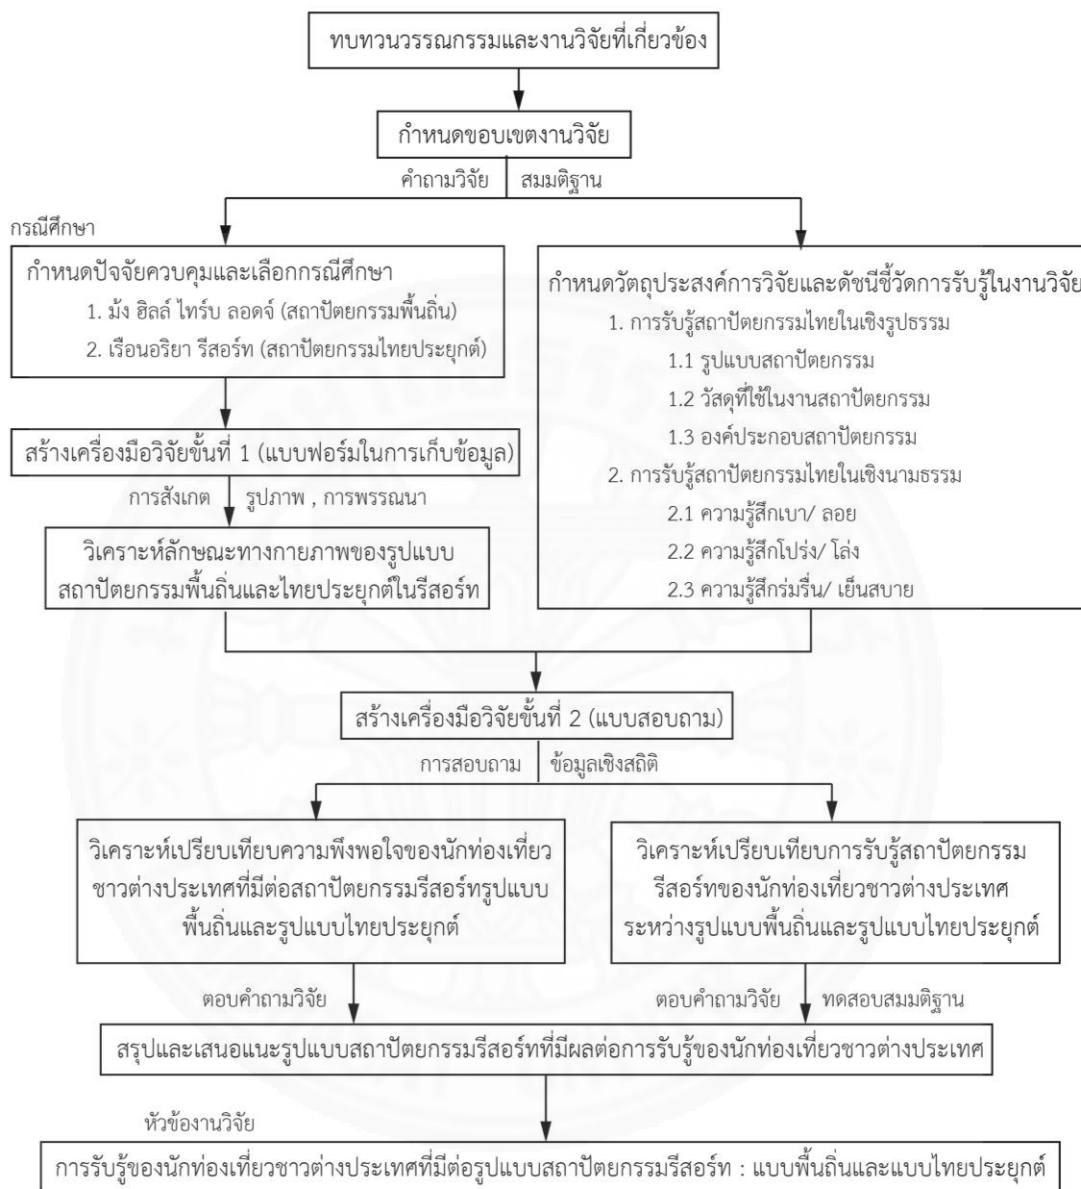 ทบทวนวรรณกรรมและงานวิจัยที่เกี่ยวข้อง
กำหนดขอบเขตงานวิจัย
คำถามวิจัย สมมติฐาน
กรณีศึกษา
กำหนดปัจจัยควบคุมและเลือกกรณีศึกษา
1. ม้ง ฮิลล์ ไทร์บ ลอดจ์ (สถาปัตยกรรมพื้นถิ่น)
2. เรือนอริยา รีสอร์ท (สถาปัตยกรรมไทยประยุกต์)
สร้างเครื่องมือวิจัยขั้นที่ 1 (แบบฟอร์มในการเก็บข้อมูล)
การสังเกต รูปภาพ , การพรรณนา
วิเคราะห์ลักษณะทางกายภาพของรูปแบบ
สถาปัตยกรรมพื้นถิ่นและไทยประยุกต์ในรีสอร์ท
กำหนดวัตถุประสงค์การวิจัยและดัชนีชี้วัดการรับรู้ในงานวิจัย
1. การรับรู้สถาปัตยกรรมไทยในเชิงรูปธรรม
1.1 รูปแบบสถาปัตยกรรม
1.2 วัสดุที่ใช้ในงานสถาปัตยกรรม
1.3 องค์ประกอบสถาปัตยกรรม
2. การรับรู้สถาปัตยกรรมไทยในเชิงนามธรรม
2.1 ความรู้สึกเบา/ ลอย
2.2 ความรู้สึกโปร่ง/ โล่ง
2.3 ความรู้สึกร่มรื่น/ เย็นสบาย
สร้างเครื่องมือวิจัยขั้นที่ 2 (แบบสอบถาม)
การสอบถาม ข้อมูลเชิงสถิติ
วิเคราะห์เปรียบเทียบความพึงพอใจของนักท่องเที่ยว
ชาวต่างประเทศที่มีต่อสถาปัตยกรรมรีสอร์ทรูปแบบ
พื้นถิ่นและรูปแบบไทยประยุกต์
วิเคราะห์เปรียบเทียบการรับรู้สถาปัตยกรรม
รีสอร์ทของนักท่องเที่ยวชาวต่างประเทศ
ระหว่างรูปแบบพื้นถิ่นและรูปแบบไทยประยุกต์
ตอบคำถามวิจัย
ตอบคำถามวิจัย ทดสอบสมมติฐาน
สรุปและเสนอแนะรูปแบบสถาปัตยกรรมรีสอร์ทที่มีผลต่อการรับรู้ของนักท่องเที่ยวชาวต่างประเทศ
หัวข้องานวิจัย
การรับรู้ของนักท่องเที่ยวชาวต่างประเทศที่มีต่อรูปแบบสถาปัตยกรรมรีสอร์ท : แบบพื้นถิ่นและแบบไทยประยุกต์